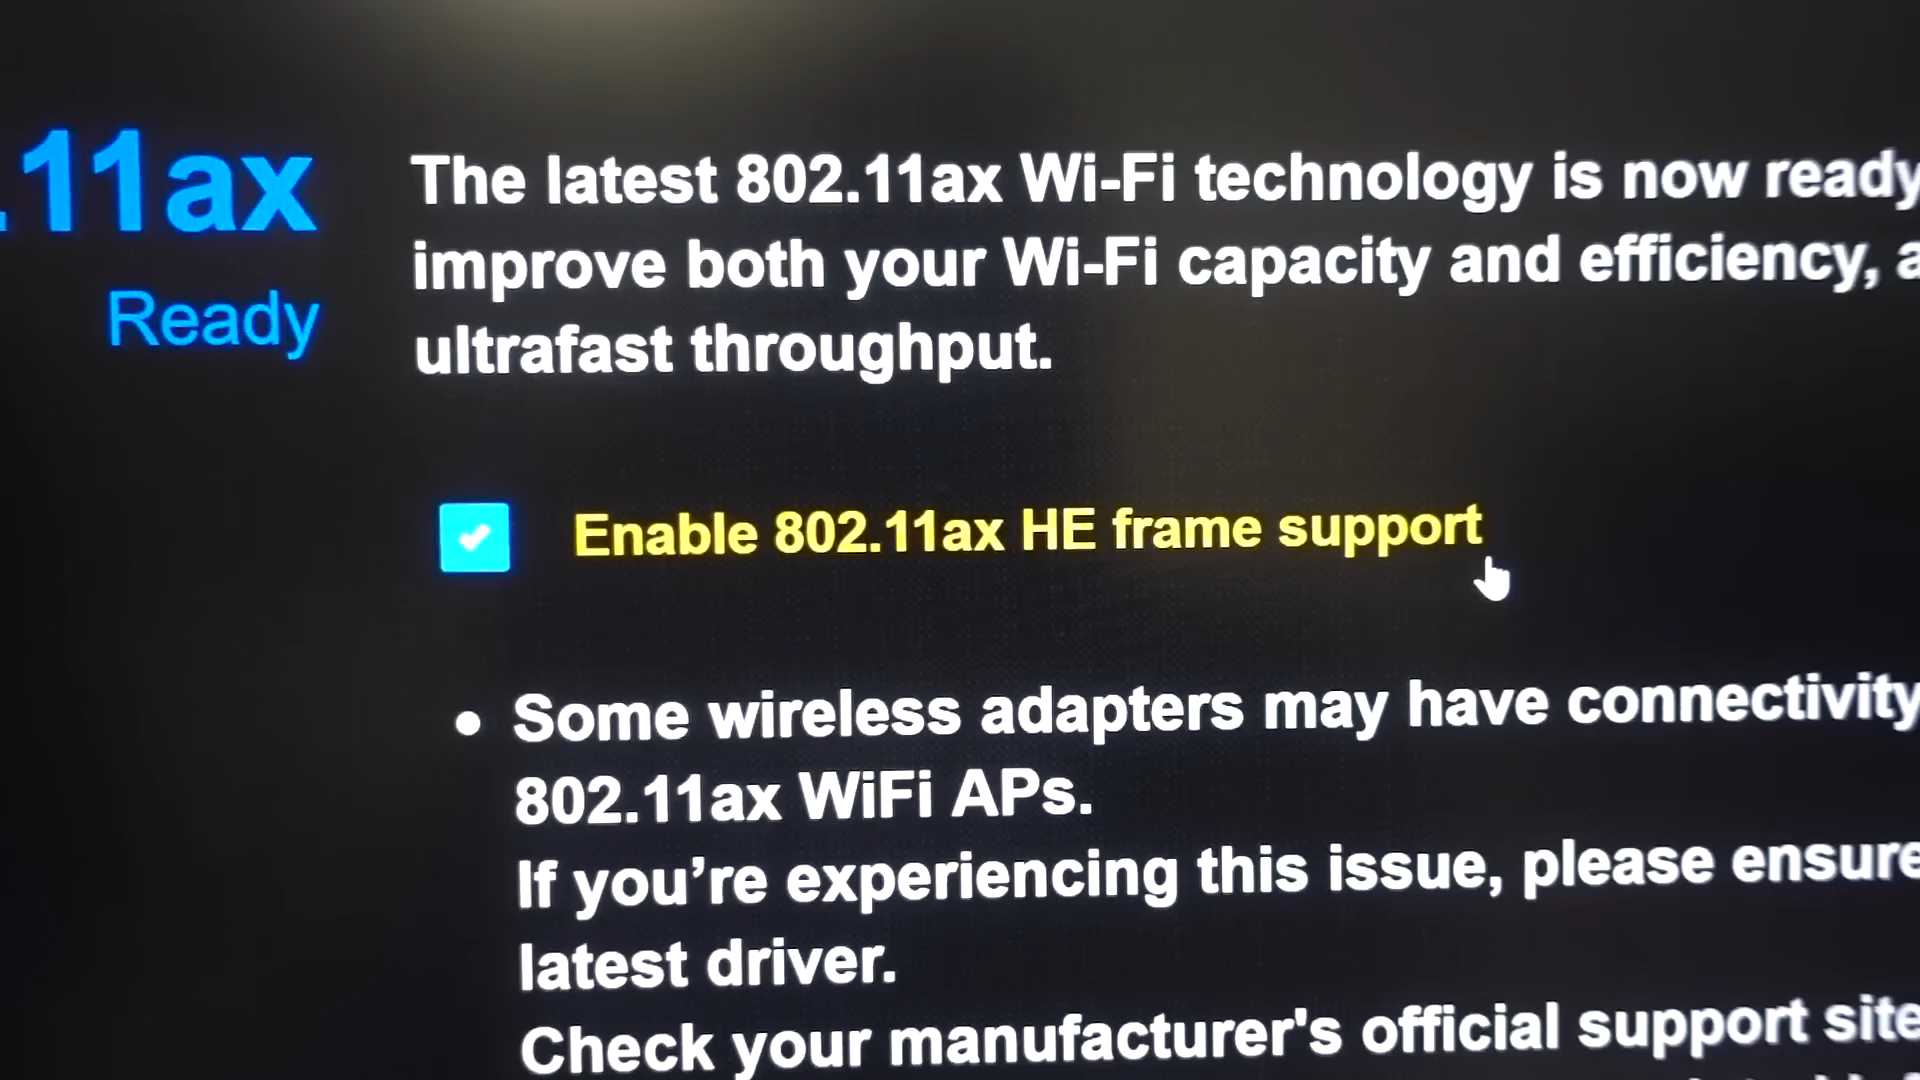 .11ax
Ready
The latest 802.11ax Wi-Fi technology is now ready
improve both your Wi-Fi capacity and efficiency,
ultrafast throughput.
Enable 802.11ax HE frame support
Some wireless adapters may have connectivity
802.11ax WiFi APs.
If you’re experiencing this issue, please ensure
latest driver.
Check your manufacturer's official support site